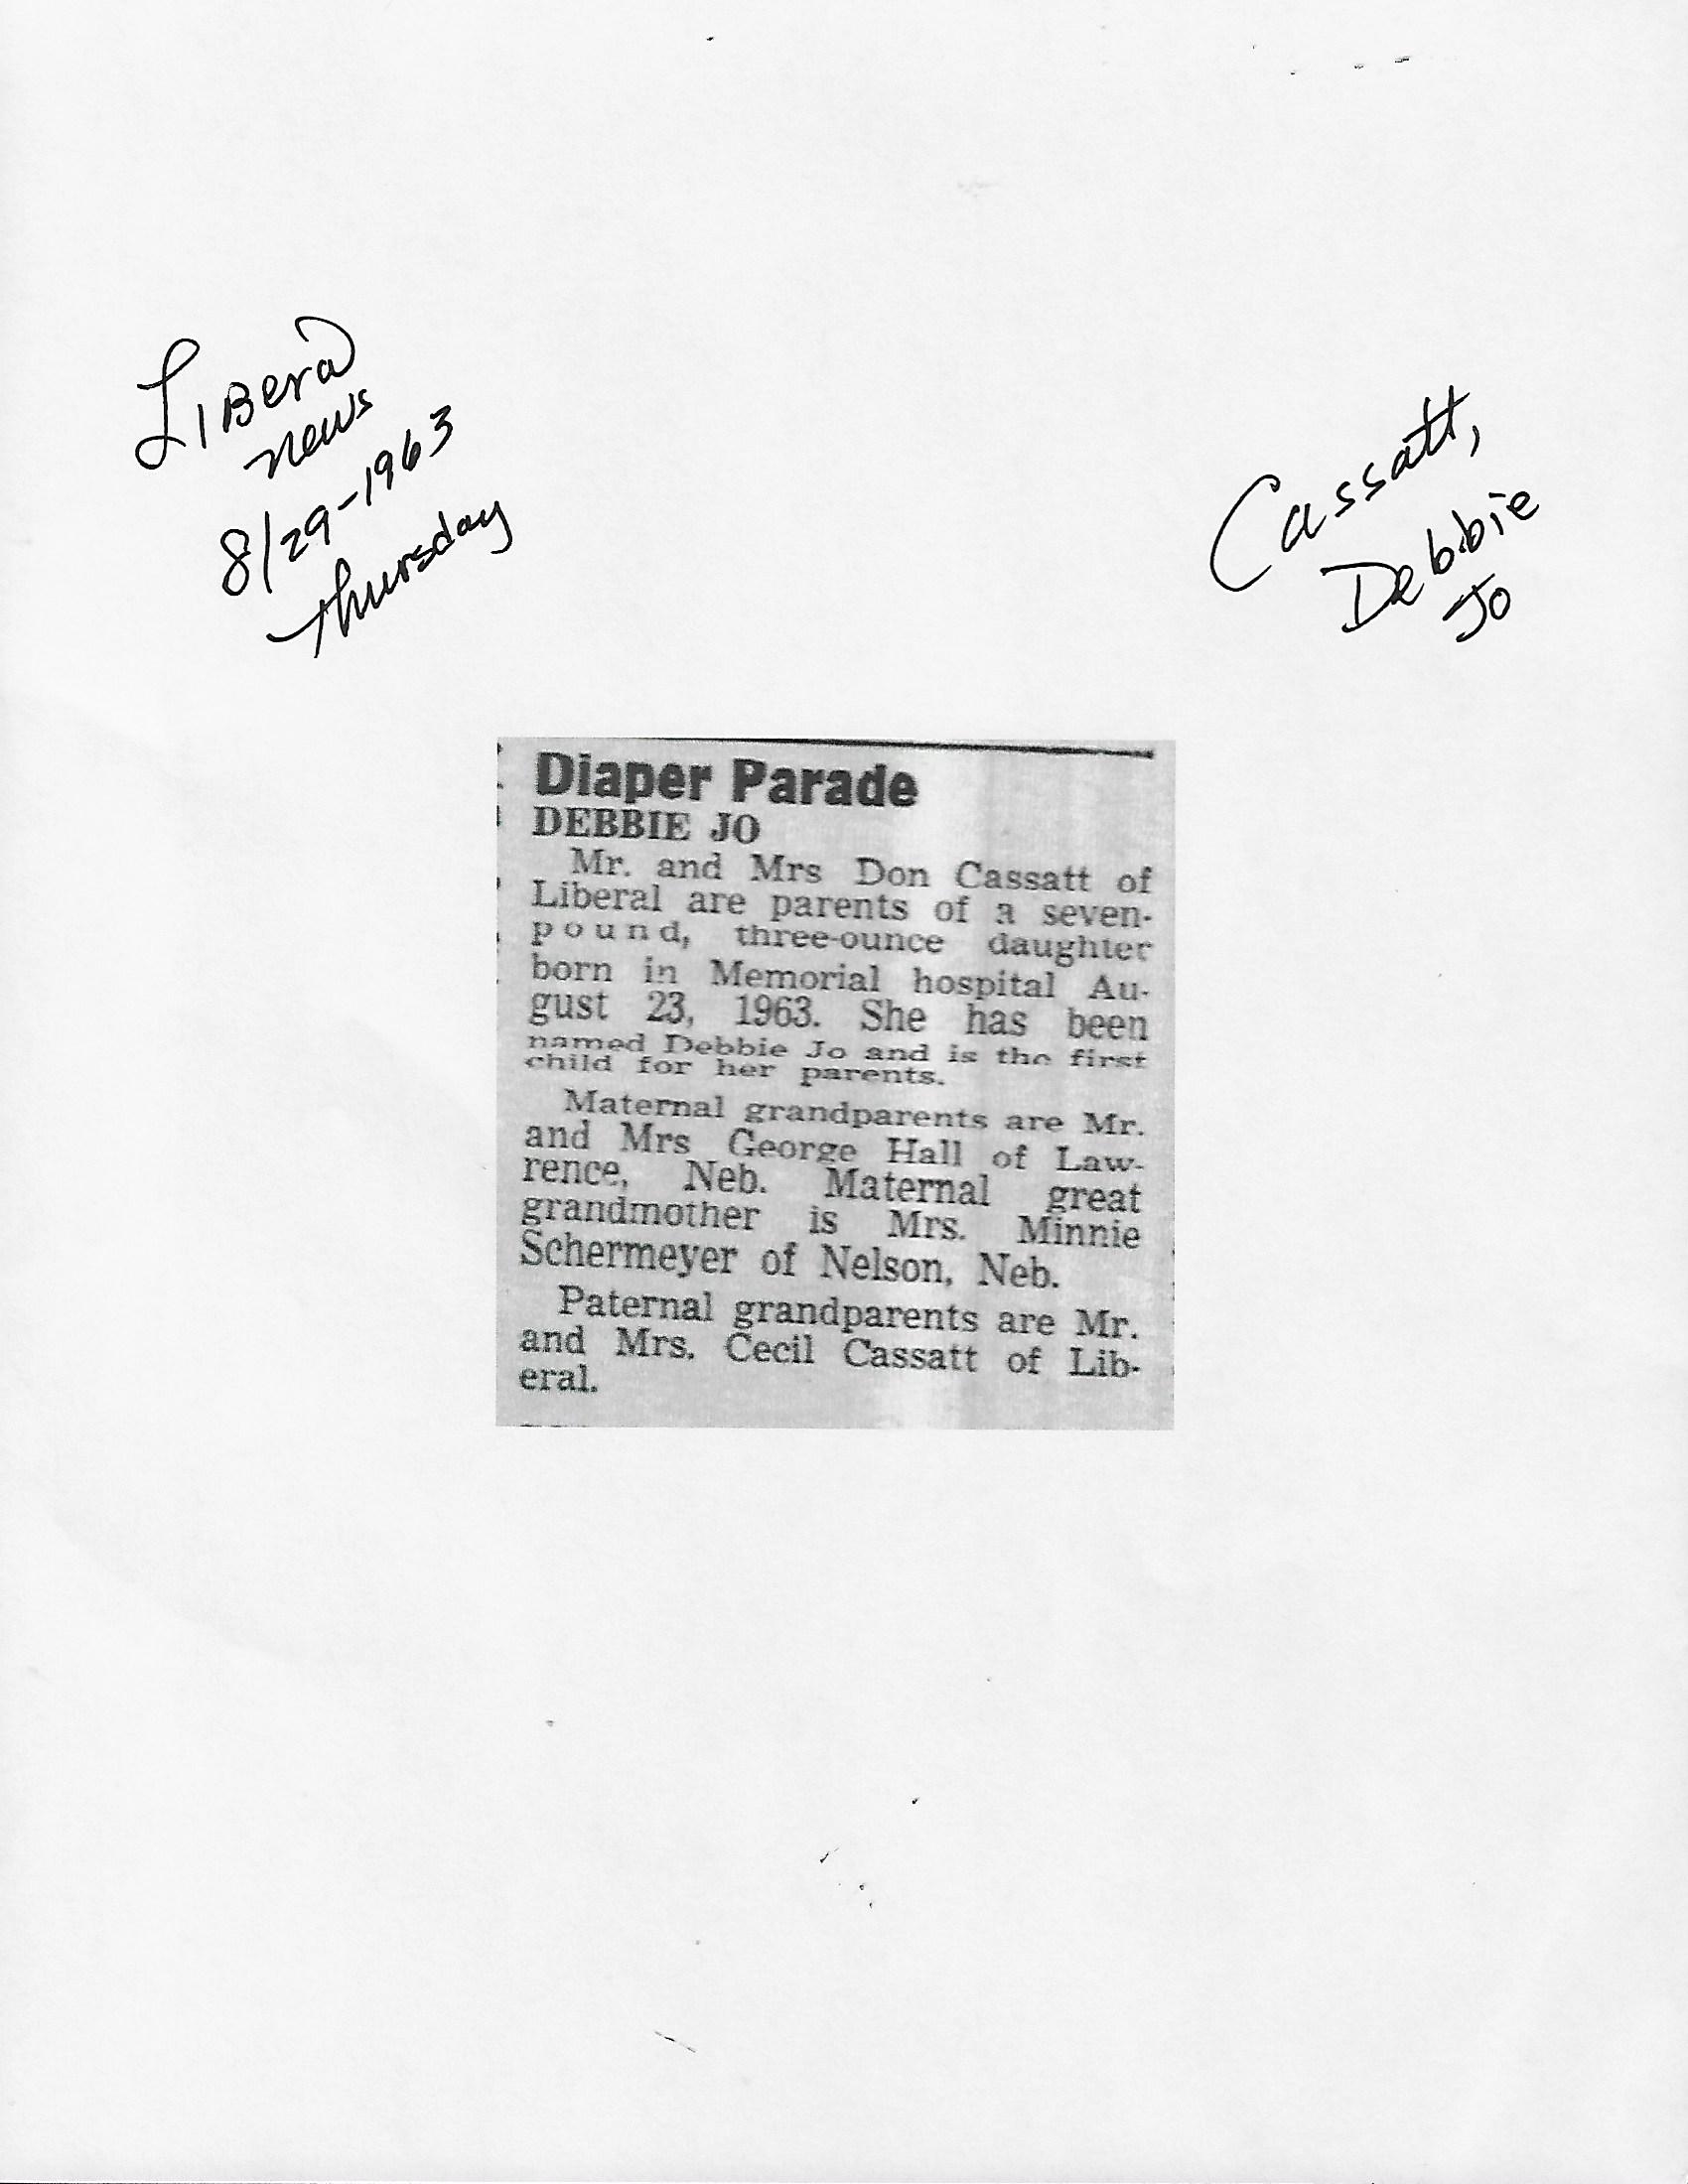 Liberal
News
8/29-1963
Thursday
Cassatt,
Debbie
Jo
Diaper Parade
DEBBIE JO
Mr. and Mrs Don Cassatt of
Liberal are parents of a seven-
pound, three-ounce daughter
born in Memorial hospital Au-
gust 23, 1963. She has been
named Debbie Jo and is the first
child for her parents.
Maternal grandparents are Mr.
and Mrs George Hall of Law-
rence, Neb. Maternal great
grandmother is Mrs. Minnie
Schermeyer of Nelson, Neb.
Paternal grandparents are Mr.
and Mrs. Cecil Cassatt of Lib-
eral.